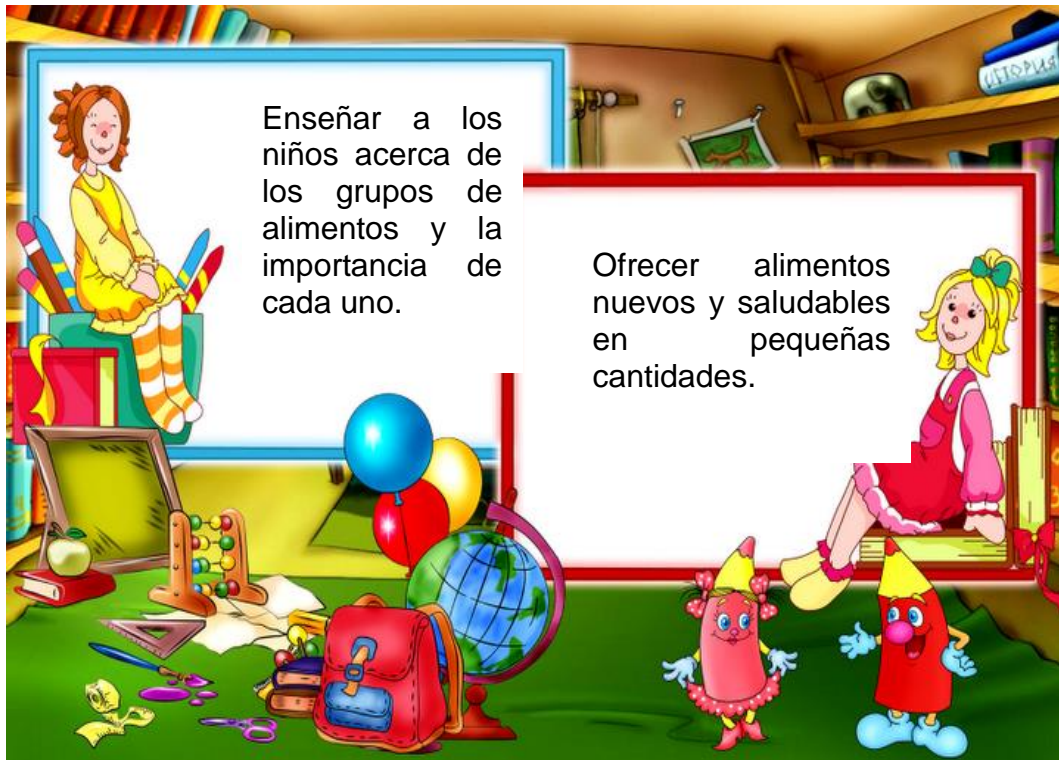 Enseñar a los
niños acerca de
los grupos de
alimentos y la
importancia de
cada uno.
Ofrecer alimentos
nuevos y saludables
en pequeñas
cantidades.
ИСТОРИЯ